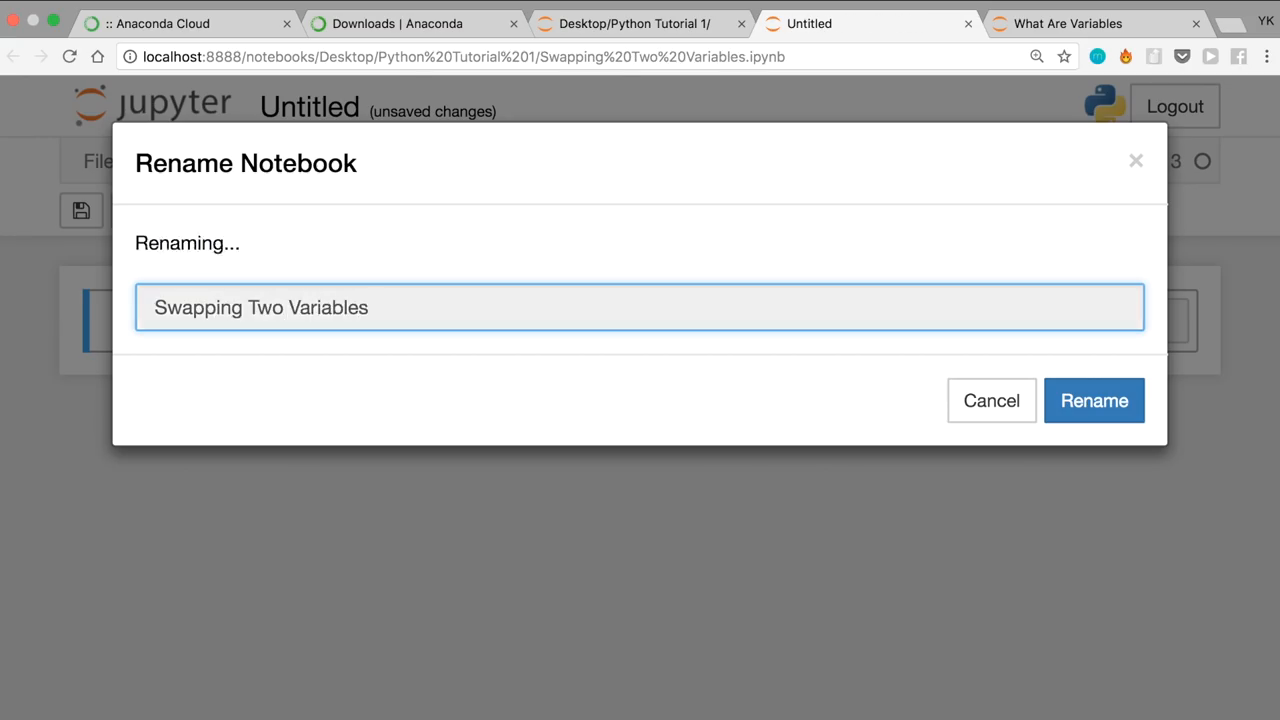 :: Anaconda Cloud
Downloads | Anaconda
Desktop/Python Tutorial 1/
Untitled
What Are Variables
YK
localhost:8888/notebooks/Desktop/Python%20Tutorial%201/Swapping%20Two%20Variables.ipynb
jupyter Untitled (unsaved changes)
Logout
Rename Notebook
File
3
Renaming...
Swapping Two Variables
Cancel
Rename